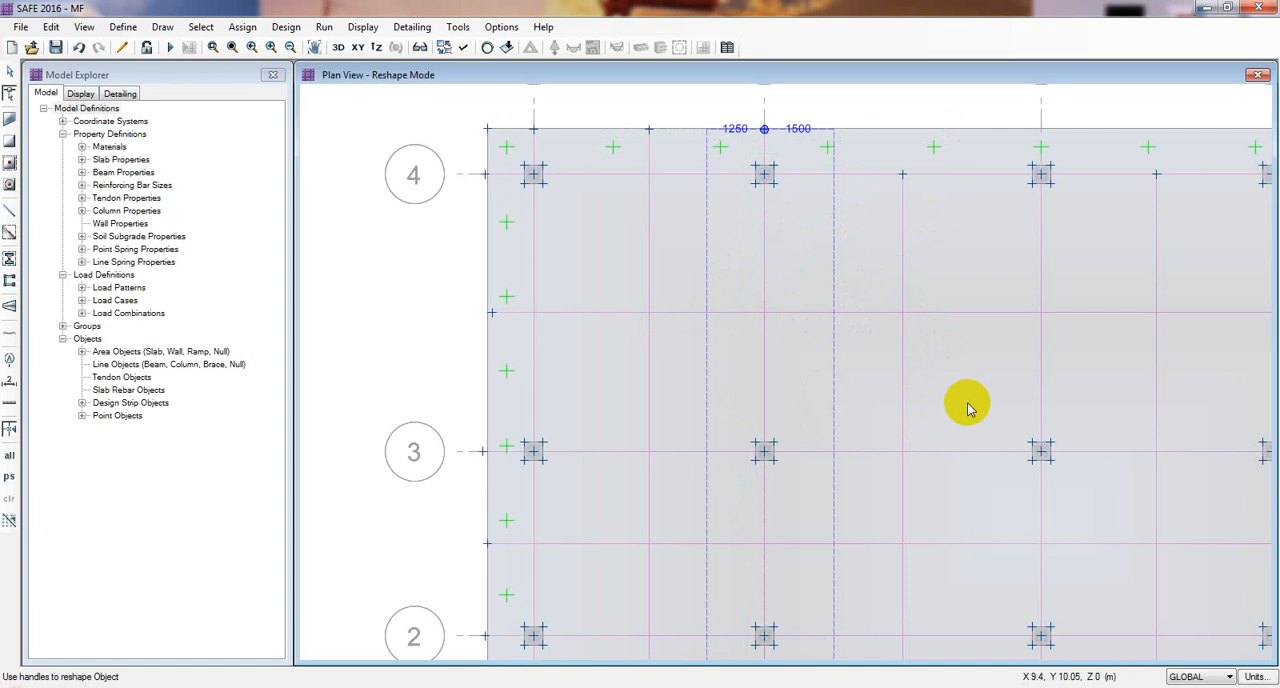 SAFE 2016 - MF
File Edit View Define Draw Select Assign Design Run Display Detailing Tools Options Help
3D XY
Model Explorer
Plan View - Reshape Mode
Model Display Detailing
Model Definitions
Coordinate Systems
Property Definitions
Materials
Slab Properties
Beam Properties
Reinforcing Bar Sizes
Tendon Properties
Column Properties
Wall Properties
Soil Subgrade Properties
Point Spring Properties
Line Spring Properties
Load Definitions
Load Patterns
Load Cases
Load Combinations
Groups
Objects
Area Objects (Slab, Wall, Ramp, Null)
Line Objects (Beam, Column, Brace, Null)
Tendon Objects
Slab Rebar Objects
Design Strip Objects
Point Objects
1250 1500
4
3
2
all
ps
clr
Use handles to reshape Object
X 9.4, Y 10.05, Z 0 (m)
GLOBAL
Units...